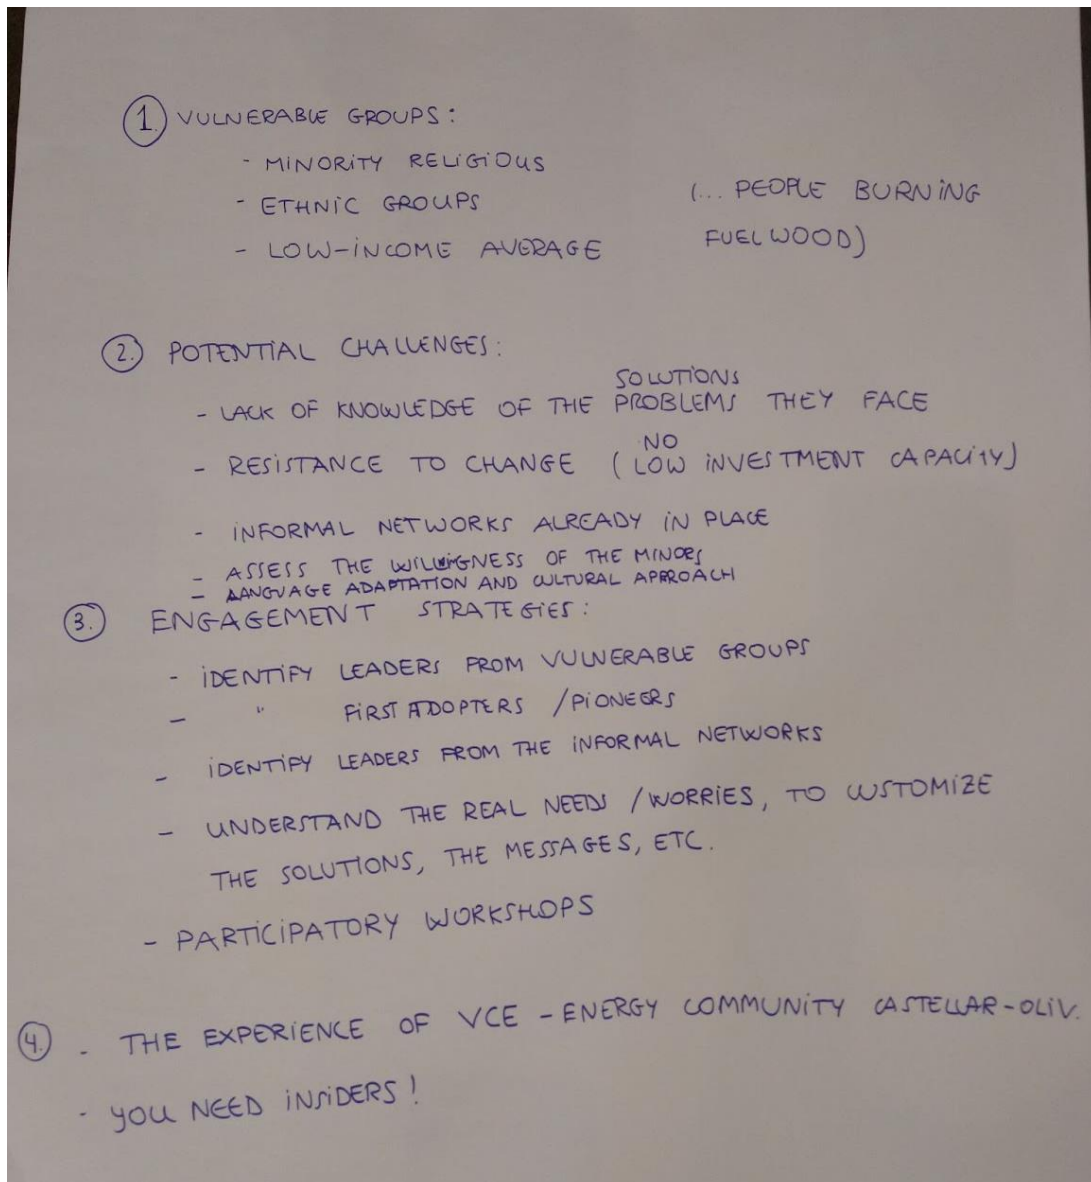 1. VULNERABLE GROUPS:
- MINORITY RELIGIOUS
- ETHNIC GROUPS
- LOW-INCOME AVERAGE
(... PEOPLE BURNING
FUELWOOD)
2. POTENTIAL CHALLENGES:
SOLUTIONS
- LACK OF KNOWLEDGE OF THE PROBLEMS THEY FACE
NO
- RESISTANCE TO CHANGE (LOW INVESTMENT CAPACITY)
- INFORMAL NETWORKS ALREADY IN PLACE
- ASSESS THE WILLINGNESS OF THE MINORS
- LANGUAGE ADAPTATION AND CULTURAL APPROACH
3. ENGAGEMENT STRATEGIES:
- IDENTIFY LEADERS FROM VULNERABLE GROUPS
- " FIRST ADOPTERS / PIONEERS
- IDENTIFY LEADERS FROM THE INFORMAL NETWORKS
- UNDERSTAND THE REAL NEEDS / WORRIES, TO CUSTOMIZE
THE SOLUTIONS, THE MESSAGES, ETC.
- PARTICIPATORY WORKSHOPS
4. - THE EXPERIENCE OF VCE - ENERGY COMMUNITY CASTELLAR-OLIV.
- YOU NEED INSIDERS!